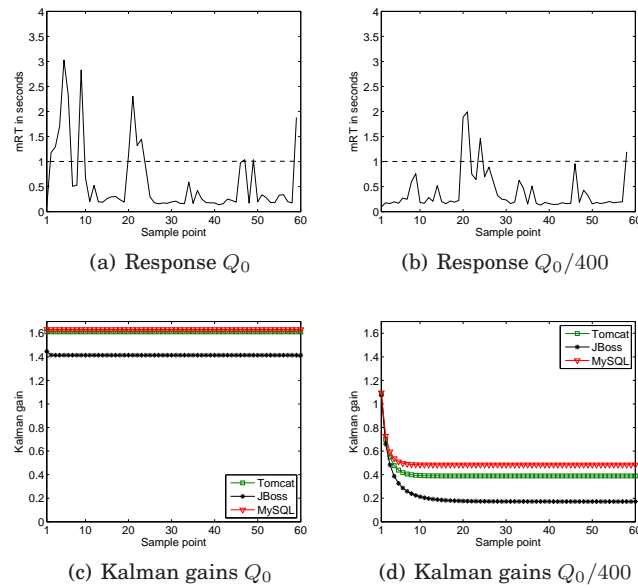 4
3.5
3
2.5
2
1.5
1
0.5
0
1 10 20 30 40 50 60
mRT in seconds
Sample point
(a) Response Q0
4
3.5
3
2.5
2
1.5
1
0.5
0
1 10 20 30 40 50 60
mRT in seconds
Sample point
(b) Response Q0/400
1.6
1.4
1.2
1
0.8
0.6
0.4
0.2
0
1 10 20 30 40 50 60
Kalman gain
Sample point
Tomcat
JBoss
MySQL
(c) Kalman gains Q0
1.6
1.4
1.2
1
0.8
0.6
0.4
0.2
0
1 10 20 30 40 50 60
Kalman gain
Sample point
Tomcat
JBoss
MySQL
(d) Kalman gains Q0/400